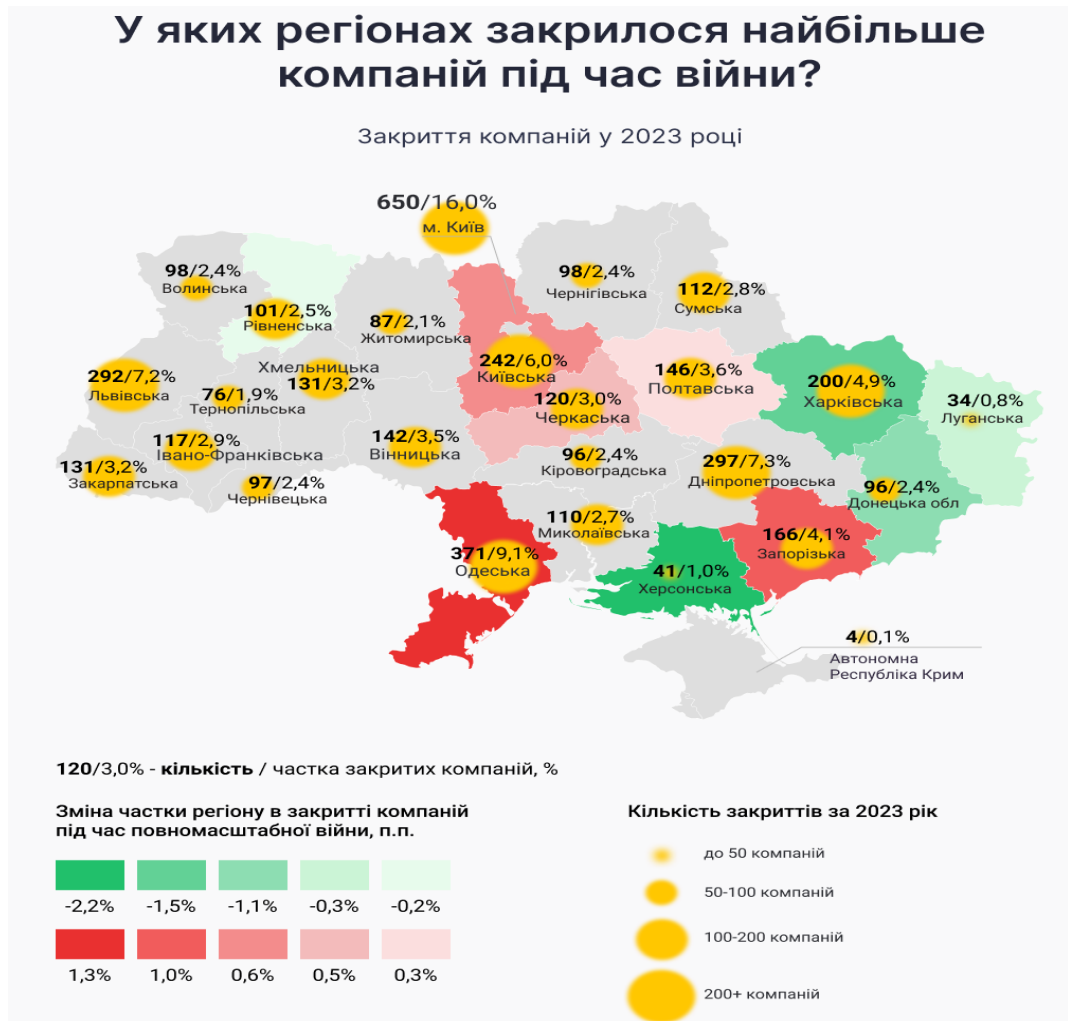 У яких регіонах закрилося найбільше
компаній під час війни?
Закриття компаній у 2023 році
650/16,0%
м. Київ
98/2,4%
Волинська
101/2,5%
Рівненська
87/2,1%
Житомирська
98/2,4%
Чернігівська
112/2,8%
Сумська
292/7,2%
Львівська
Хмельницька
131/3,2%
76/1,9%
Тернопільська
242/6,0%
Київська
120/3,0%
Черкаська
146/3,6%
Полтавська
200/4,9%
Харківська
34/0,8%
Луганська
117/2,9%
Івано-Франківська
131/3,2%
Закарпатська
97/2,4%
Чернівецька
142/3,5%
Вінницька
96/2,4%
Кіровоградська
297/7,3%
Дніпропетровська
96/2,4%
Донецька обл
110/2,7%
Миколаївська
371/9,1%
Одеська
166/4,1%
Запорізька
41/1,0%
Херсонська
4/0,1%
Автономна
Республіка Крим
120/3,0% - кількість / частка закритих компаній, %
Зміна частки регіону в закритті компаній
під час повномасштабної війни, п.п.
-2,2% -1,5% -1,1% -0,3% -0,2%
1,3% 1,0% 0,6% 0,5% 0,3%
Кількість закриттів за 2023 рік
до 50 компаній
50-100 компаній
100-200 компаній
200+ компаній